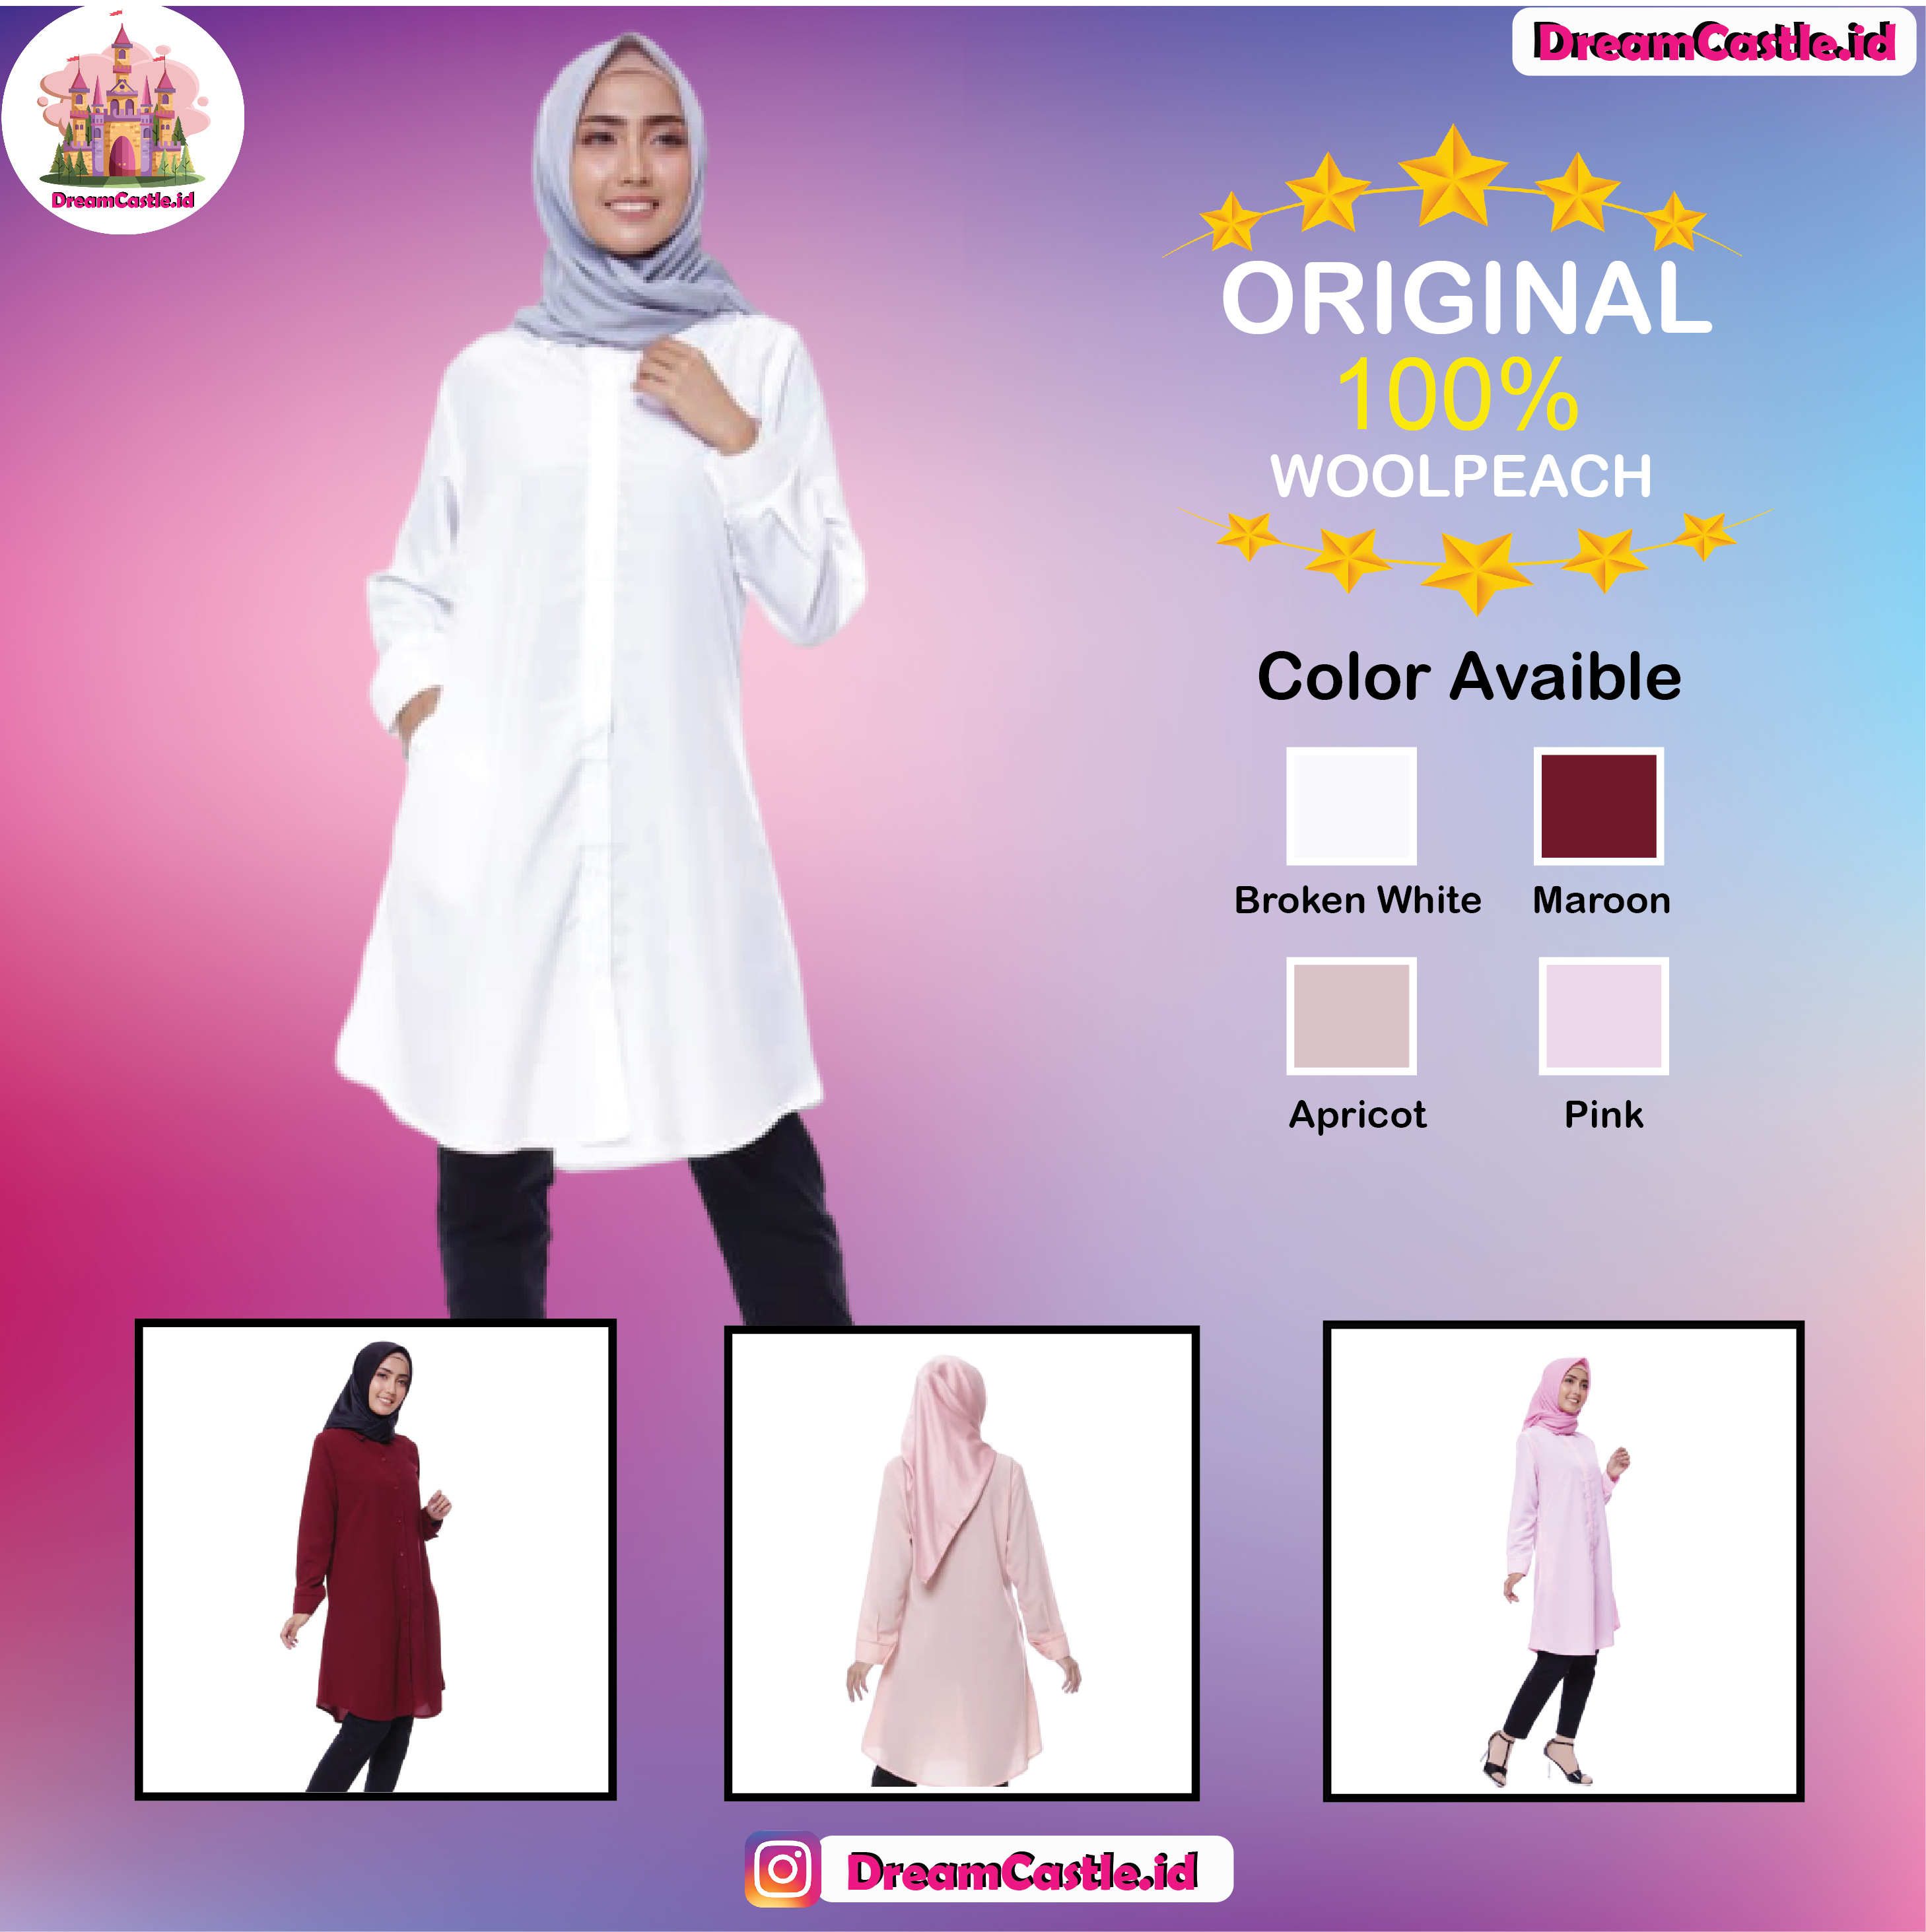 DreamCastle.id
DreamCastle.id
ORIGINAL
100%
WOOLPEACH
Color Avaible
Broken White
Maroon
Apricot
Pink
DreamCastle.id